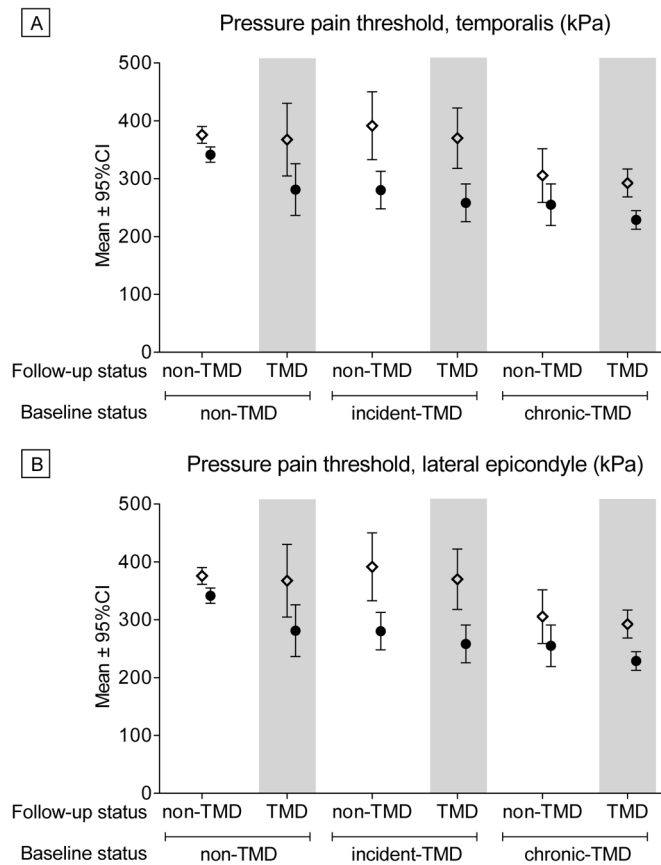 A Pressure pain threshold, temporalis (kPa)
Mean ± 95%CI
500
400
300
200
100
0
Follow-up status non-TMD TMD non-TMD TMD non-TMD TMD
Baseline status non-TMD incident-TMD chronic-TMD
B Pressure pain threshold, lateral epicondyle (kPa)
Mean ± 95%CI
500
400
300
200
100
0
Follow-up status non-TMD TMD non-TMD TMD non-TMD TMD
Baseline status non-TMD incident-TMD chronic-TMD